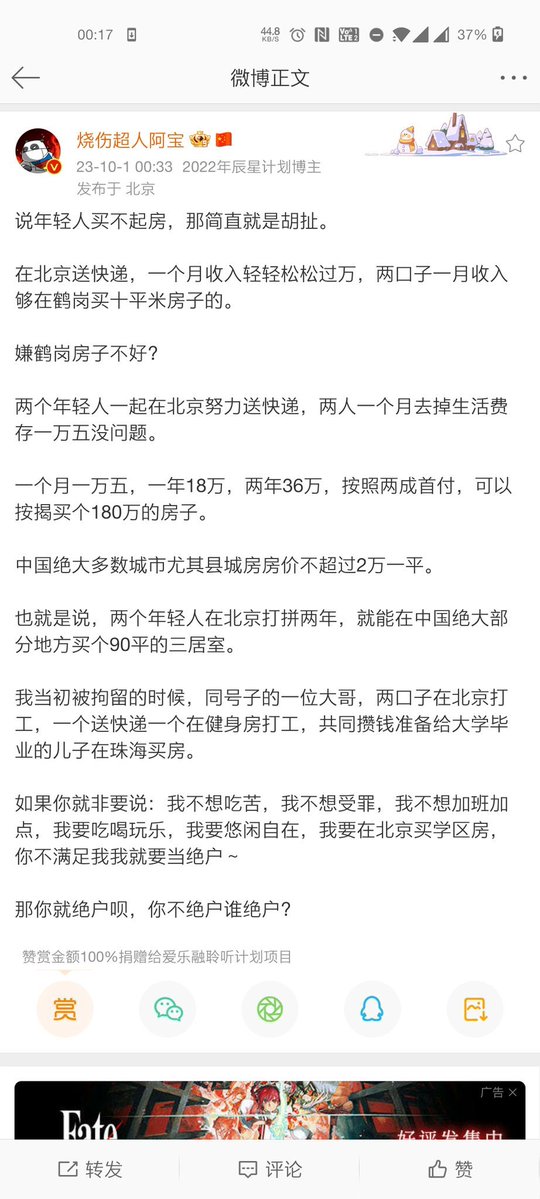 00:17
44.8
KB/S
Vo
LTE 2
37%
微博正文
烧伤超人阿宝
23-10-1 00:33 2022年辰星计划博主
发布于 北京
说年轻人买不起房，那简直就是胡扯。
在北京送快递，一个月收入轻轻松松过万，两口子一月收入
够在鹤岗买十平米房子的。
嫌鹤岗房子不好？
两个年轻人一起在北京努力送快递，两人一个月去掉生活费
存一万五没问题。
一个月一万五，一年18万，两年36万，按照两成首付，可以
按揭买个180万的房子。
中国绝大多数城市尤其县城房房价不超过2万一平。
也就是说，两个年轻人在北京打拼两年，就能在中国绝大部
分地方买个90平的三居室。
我当初被拘留的时候，同号子的一位大哥，两口子在北京打
工，一个送快递一个在健身房打工，共同攒钱准备给大学毕
业的儿子在珠海买房。
如果你就非要说：我不想吃苦，我不想受罪，我不想加班加
点，我要吃喝玩乐，我要悠闲自在，我要在北京买学区房，
你不满足我我就要当绝户～
那你就绝户呗，你不绝户谁绝户？
赞赏金额100%捐赠给爱乐融聆听计划项目
赏
广告
Fate
好评发售中
转发
评论
赞